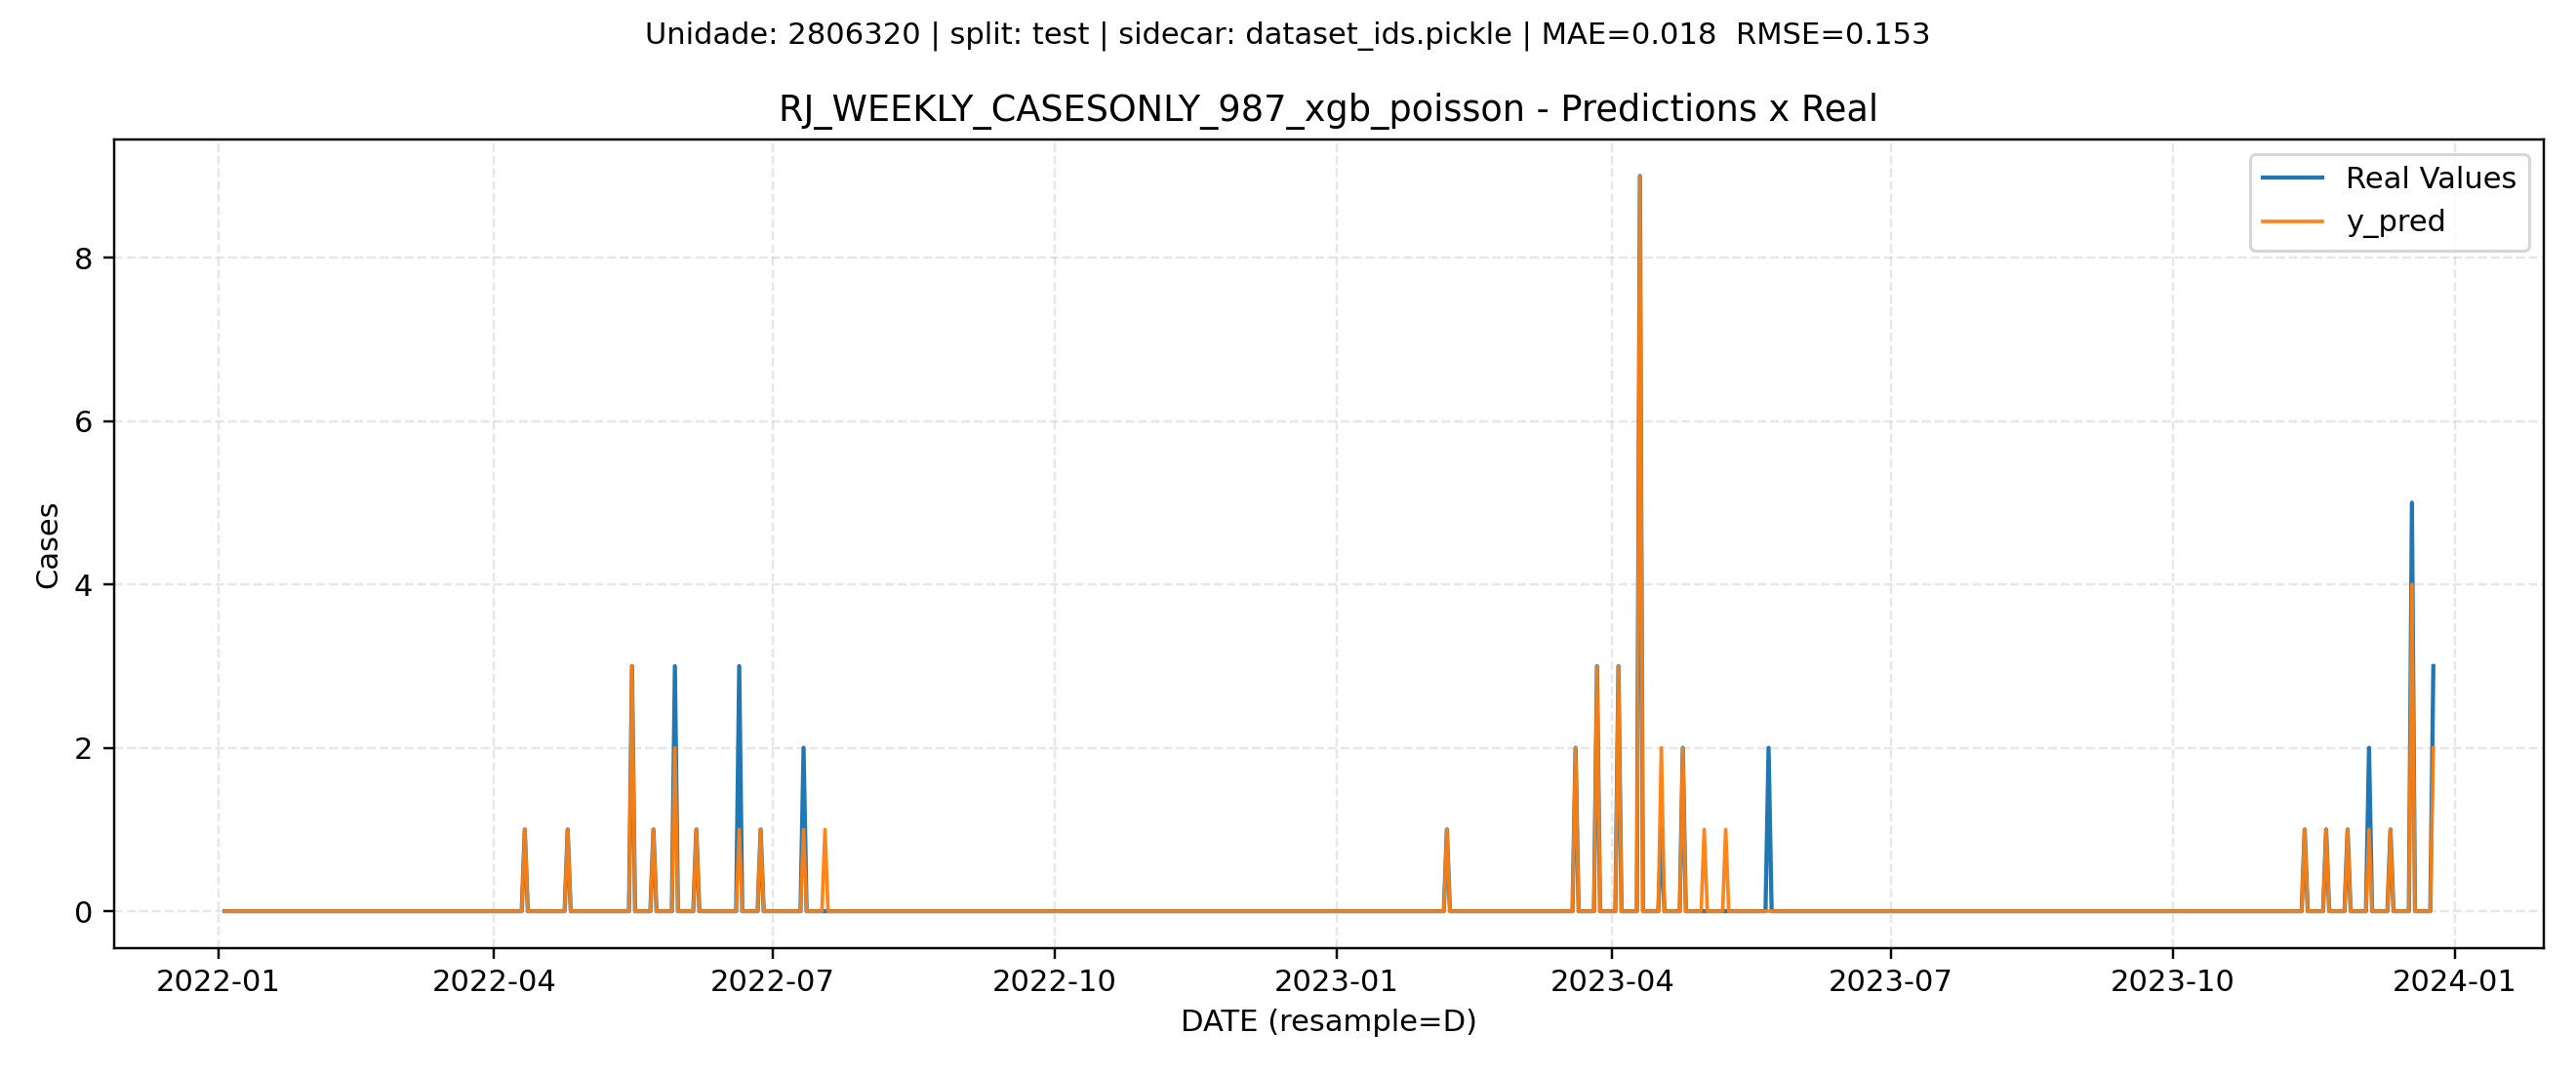 Unidade: 2806320 | split: test | sidecar: dataset_ids.pickle | MAE=0.018  RMSE=0.153
RJ_WEEKLY_CASESONLY_987_xgb_poisson - Predictions x Real
Real Values
y_pred
8
6
4
2
0
Cases
2022-01
2022-04
2022-07
2022-10
2023-01
2023-04
2023-07
2023-10
2024-01
DATE (resample=D)